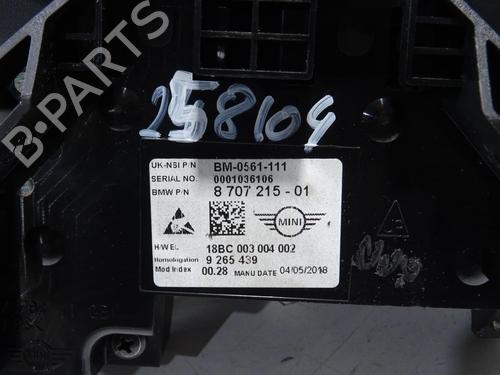 B-PARTS
258104
UK-NSI P/N BM-0561-111
SERIAL NO. 0001036106
BMW P/N 8 707 215 - 01
MINI
H/W EL 18BC 003 004 002
Homologation 9 265 439
Mod Index 00.28 MANU DATE 04/05/2018
MINI